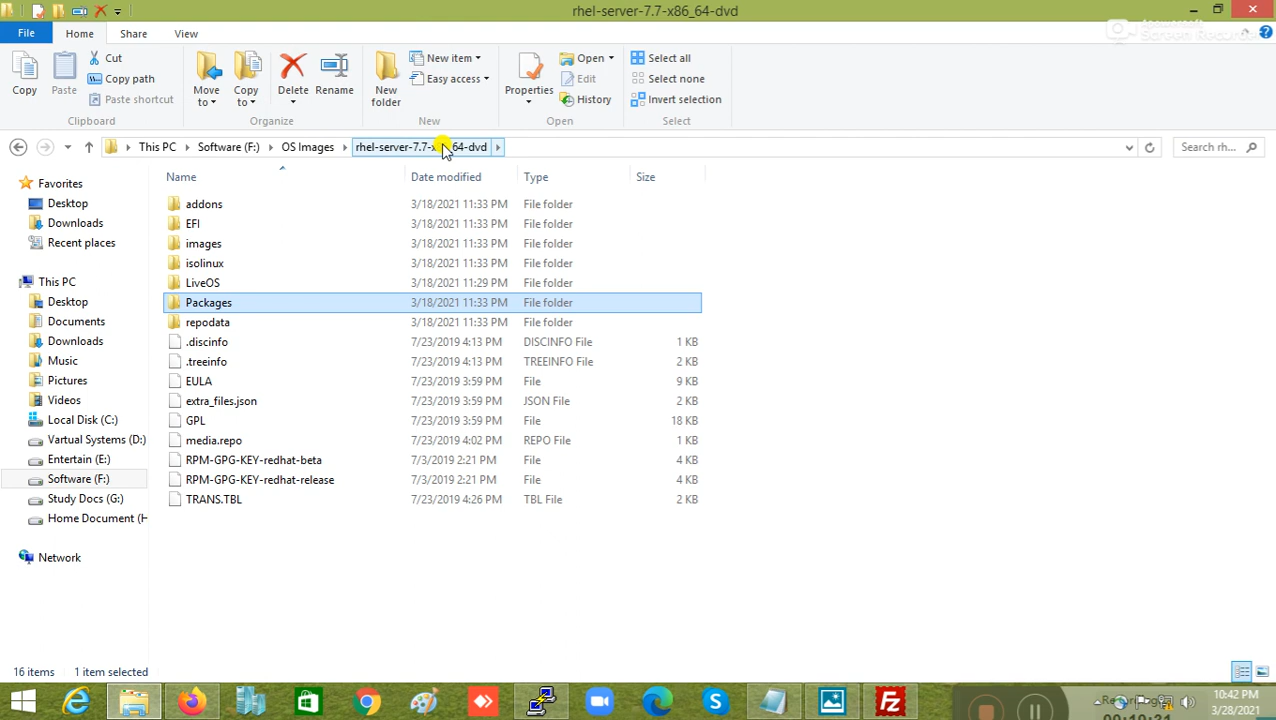 rhel-server-7.7-x86_64-dvd
File Home Share View
Copy
Paste
Cut
Copy path
Paste shortcut
Clipboard
Move to
Copy to
Delete
Rename
Organize
New folder
New item
Easy access
New
Properties
Open
Edit
History
Open
Select all
Select none
Invert selection
Select
This PC Software (F:) OS Images rhel-server-7.7-x 64-dvd
Search rh...
Name Date modified Type Size
Favorites
Desktop
Downloads
Recent places
This PC
Desktop
Documents
Downloads
Music
Pictures
Videos
Local Disk (C:)
Vartual Systems (D:)
Entertain (E:)
Software (F:)
Study Docs (G:)
Home Document (H
Network
addons 3/18/2021 11:33 PM File folder
EFI 3/18/2021 11:33 PM File folder
images 3/18/2021 11:33 PM File folder
isolinux 3/18/2021 11:33 PM File folder
LiveOS 3/18/2021 11:29 PM File folder
Packages 3/18/2021 11:33 PM File folder
repodata 3/18/2021 11:33 PM File folder
.discinfo 7/23/2019 4:13 PM DISCINFO File 1 KB
.treeinfo 7/23/2019 4:13 PM TREEINFO File 2 KB
EULA 7/23/2019 3:59 PM File 9 KB
extra_files.json 7/23/2019 3:59 PM JSON File 2 KB
GPL 7/23/2019 3:59 PM File 18 KB
media.repo 7/23/2019 4:02 PM REPO File 1 KB
RPM-GPG-KEY-redhat-beta 7/3/2019 2:21 PM File 4 KB
RPM-GPG-KEY-redhat-release 7/3/2019 2:21 PM File 4 KB
TRANS.TBL 7/23/2019 4:26 PM TBL File 2 KB
16 items 1 item selected
10:42 PM
3/28/2021